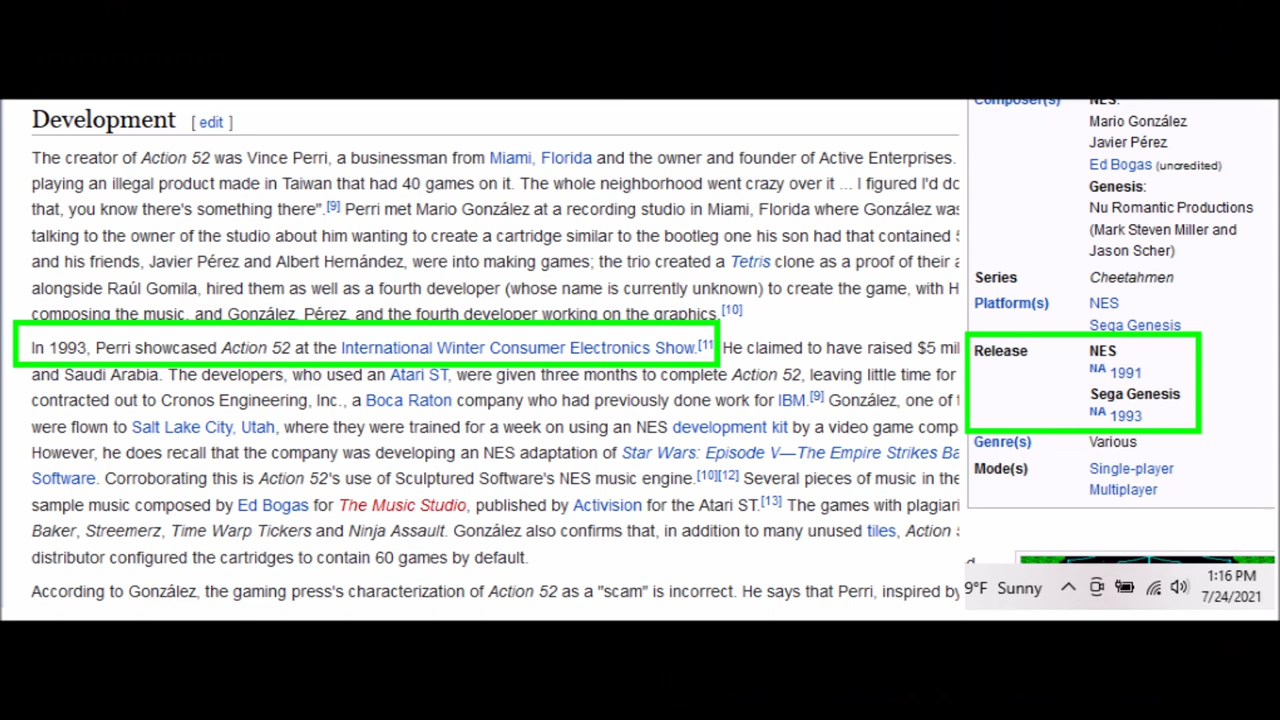 Development [ edit ]
The creator of Action 52 was Vince Perri, a businessman from Miami, Florida and the owner and founder of Active Enterprises.
playing an illegal product made in Taiwan that had 40 games on it. The whole neighborhood went crazy over it ... I figured I'd do
that, you know there's something there".[9] Perri met Mario González at a recording studio in Miami, Florida where González was
talking to the owner of the studio about him wanting to create a cartridge similar to the bootleg one his son had that contained
and his friends, Javier Pérez and Albert Hernández, were into making games; the trio created a Tetris clone as a proof of their
alongside Raúl Gomila, hired them as well as a fourth developer (whose name is currently unknown) to create the game, with H
composing the music, and González, Pérez, and the fourth developer working on the graphics.[10]
In 1993, Perri showcased Action 52 at the International Winter Consumer Electronics Show.[11 He claimed to have raised $5 mil
and Saudi Arabia. The developers, who used an Atari ST, were given three months to complete Action 52, leaving little time for
contracted out to Cronos Engineering, Inc., a Boca Raton company who had previously done work for IBM.[9] González, one of
were flown to Salt Lake City, Utah, where they were trained for a week on using an NES development kit by a video game comp
However, he does recall that the company was developing an NES adaptation of Star Wars: Episode V—The Empire Strikes Ba
Software. Corroborating this is Action 52's use of Sculptured Software's NES music engine.[10][12] Several pieces of music in the
sample music composed by Ed Bogas for The Music Studio, published by Activision for the Atari ST.[13] The games with plagiari
Baker, Streemerz, Time Warp Tickers and Ninja Assault. González also confirms that, in addition to many unused tiles, Action
distributor configured the cartridges to contain 60 games by default.
According to González, the gaming press's characterization of Action 52 as a "scam" is incorrect. He says that Perri, inspired by
Composer(s) NES:
Mario González
Javier Pérez
Ed Bogas (uncredited)
Genesis:
Nu Romantic Productions
(Mark Steven Miller and
Jason Scher)
Series Cheetahmen
Platform(s) NES
Sega Genesis
Release NES
NA 1991
Sega Genesis
NA 1993
Genre(s) Various
Mode(s) Single-player
Multiplayer
9°F Sunny 1:16 PM
7/24/2021